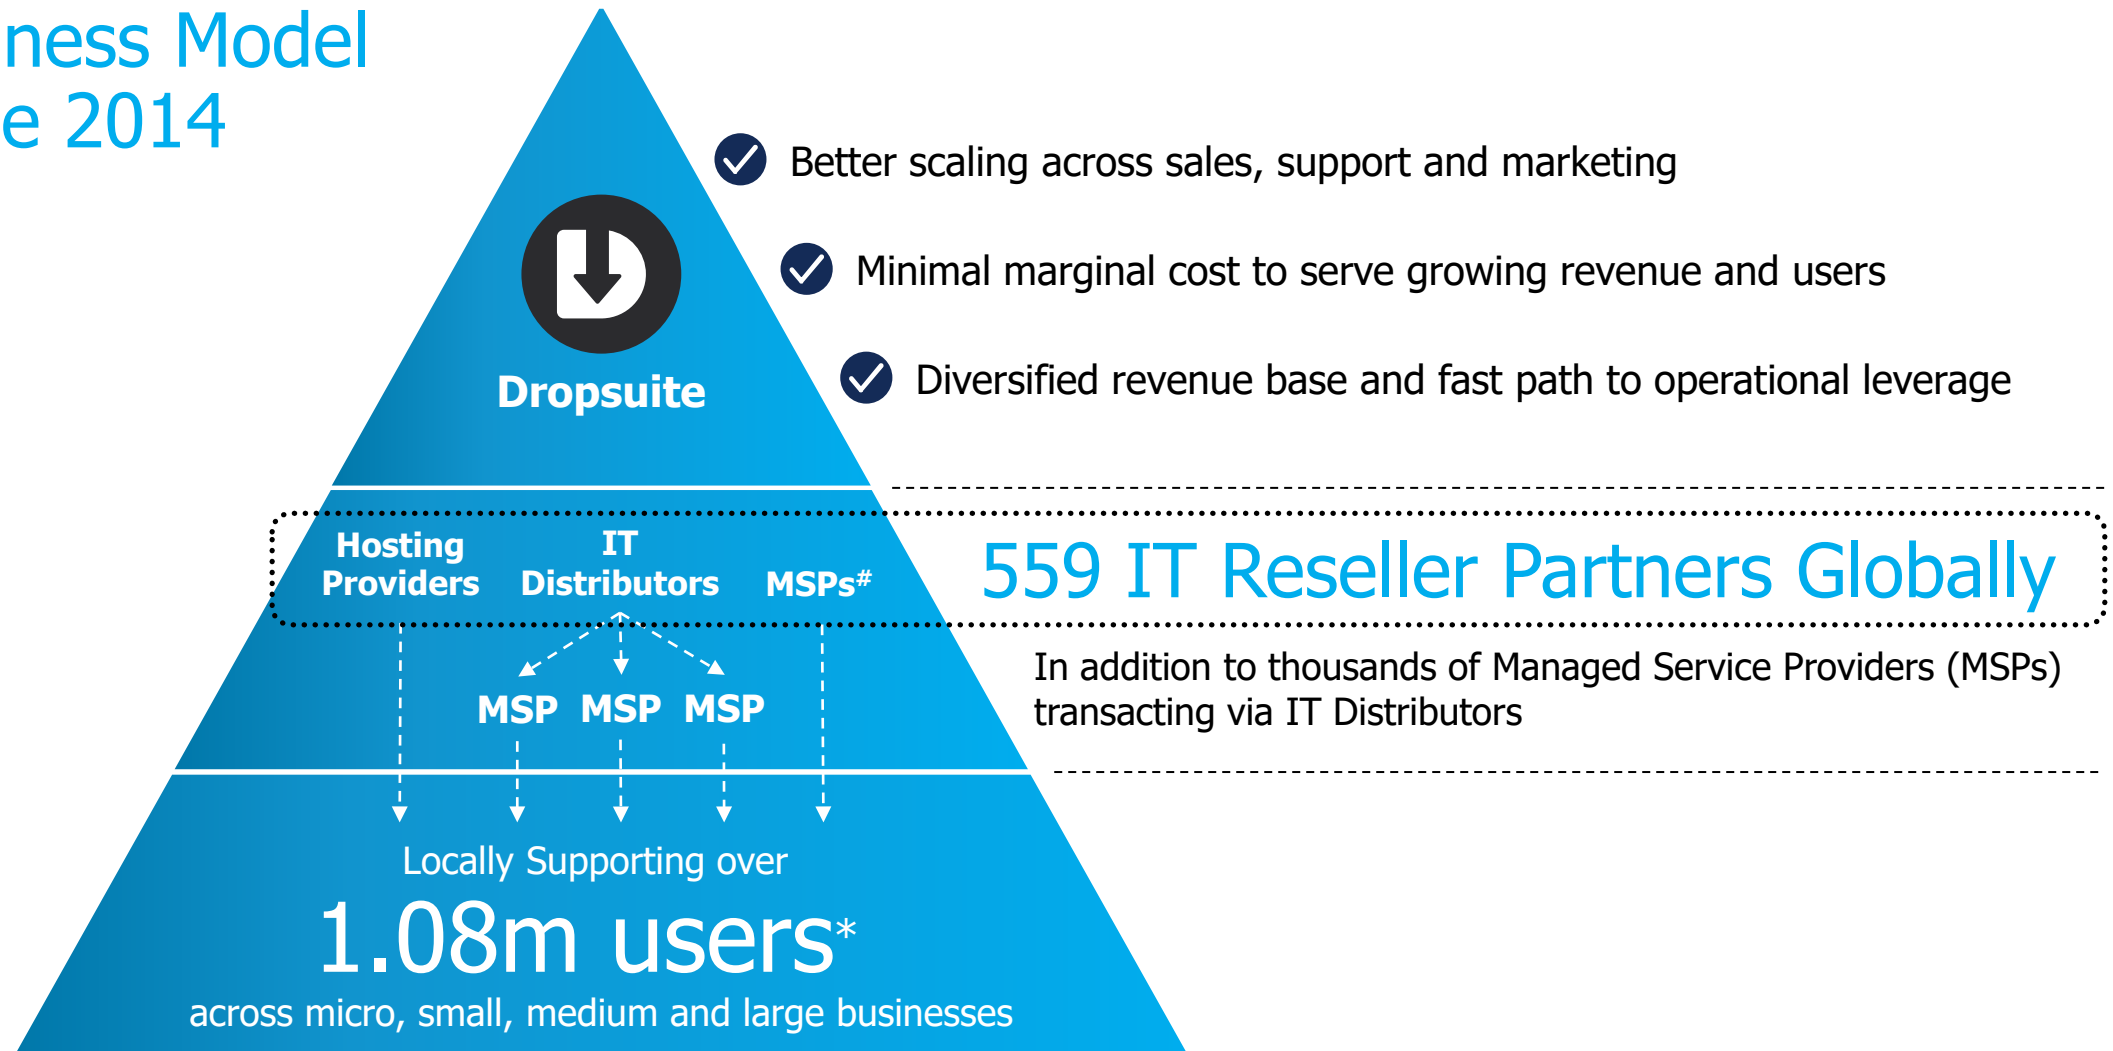 ness Model
e 2014
Better scaling across sales, support and marketing
Minimal marginal cost to serve growing revenue and users
Diversified revenue base and fast path to operational leverage
Dropsuite
Hosting
Providers
IT
Distributors
MSPs#
559 IT Reseller Partners Globally
In addition to thousands of Managed Service Providers (MSPs)
transacting via IT Distributors
MSP MSP MSP
Locally Supporting over
1.08m users*
across micro, small, medium and large businesses